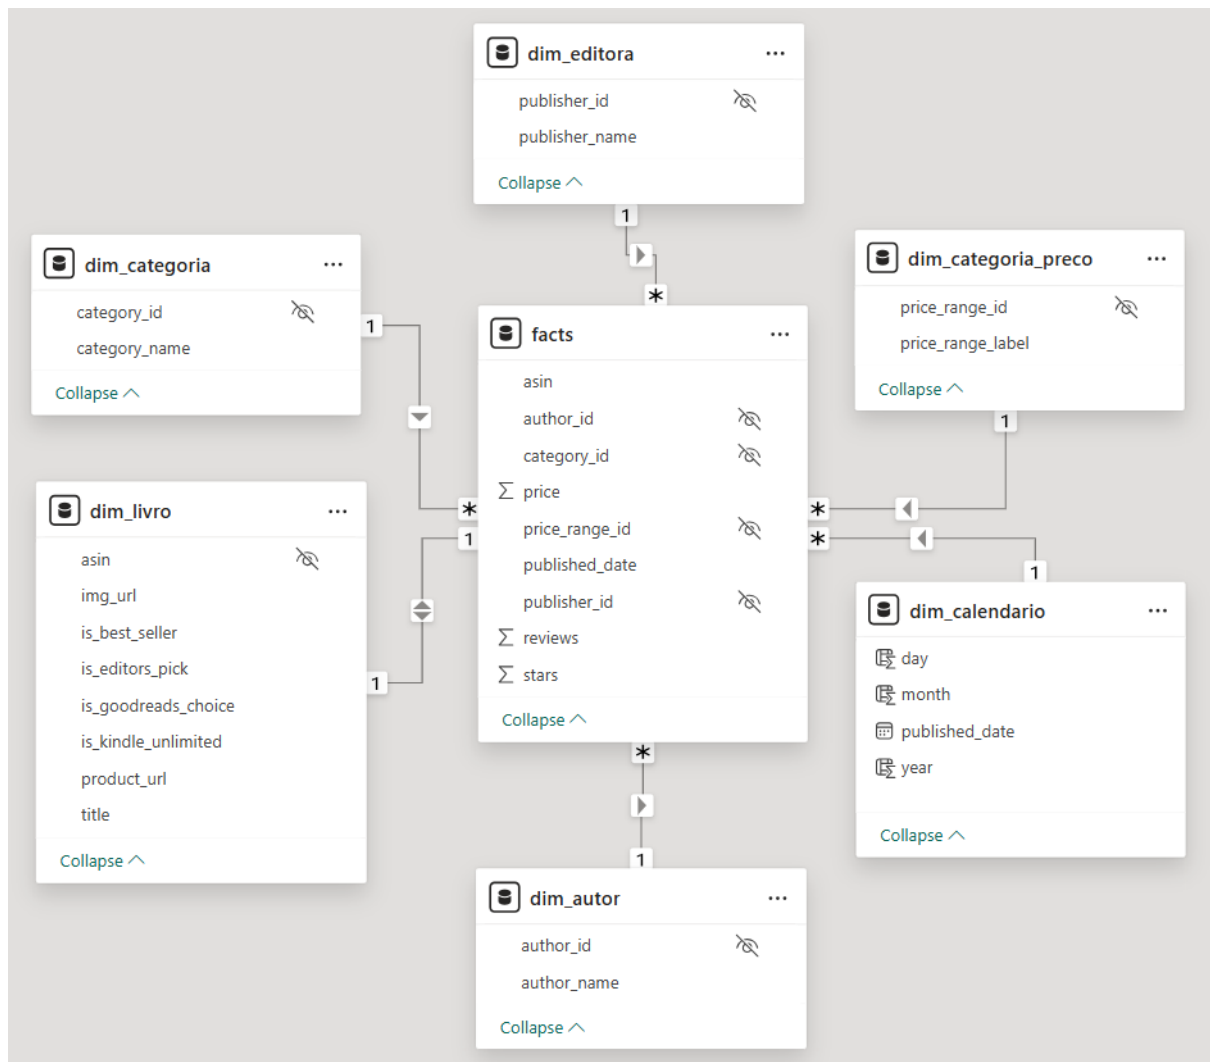 dim_editora
publisher_id
publisher_name
Collapse
1
*
dim_categoria
category_id
category_name
Collapse
1
*
dim_categoria_preco
price_range_id
price_range_label
Collapse
1
*
facts
asin
author_id
category_id
price
price_range_id
published_date
publisher_id
reviews
stars
Collapse
*
1
dim_livro
asin
img_url
is_best_seller
is_editors_pick
is_goodreads_choice
is_kindle_unlimited
product_url
title
Collapse
1
1
dim_calendario
day
month
published_date
year
Collapse
*
1
dim_autor
author_id
author_name
Collapse